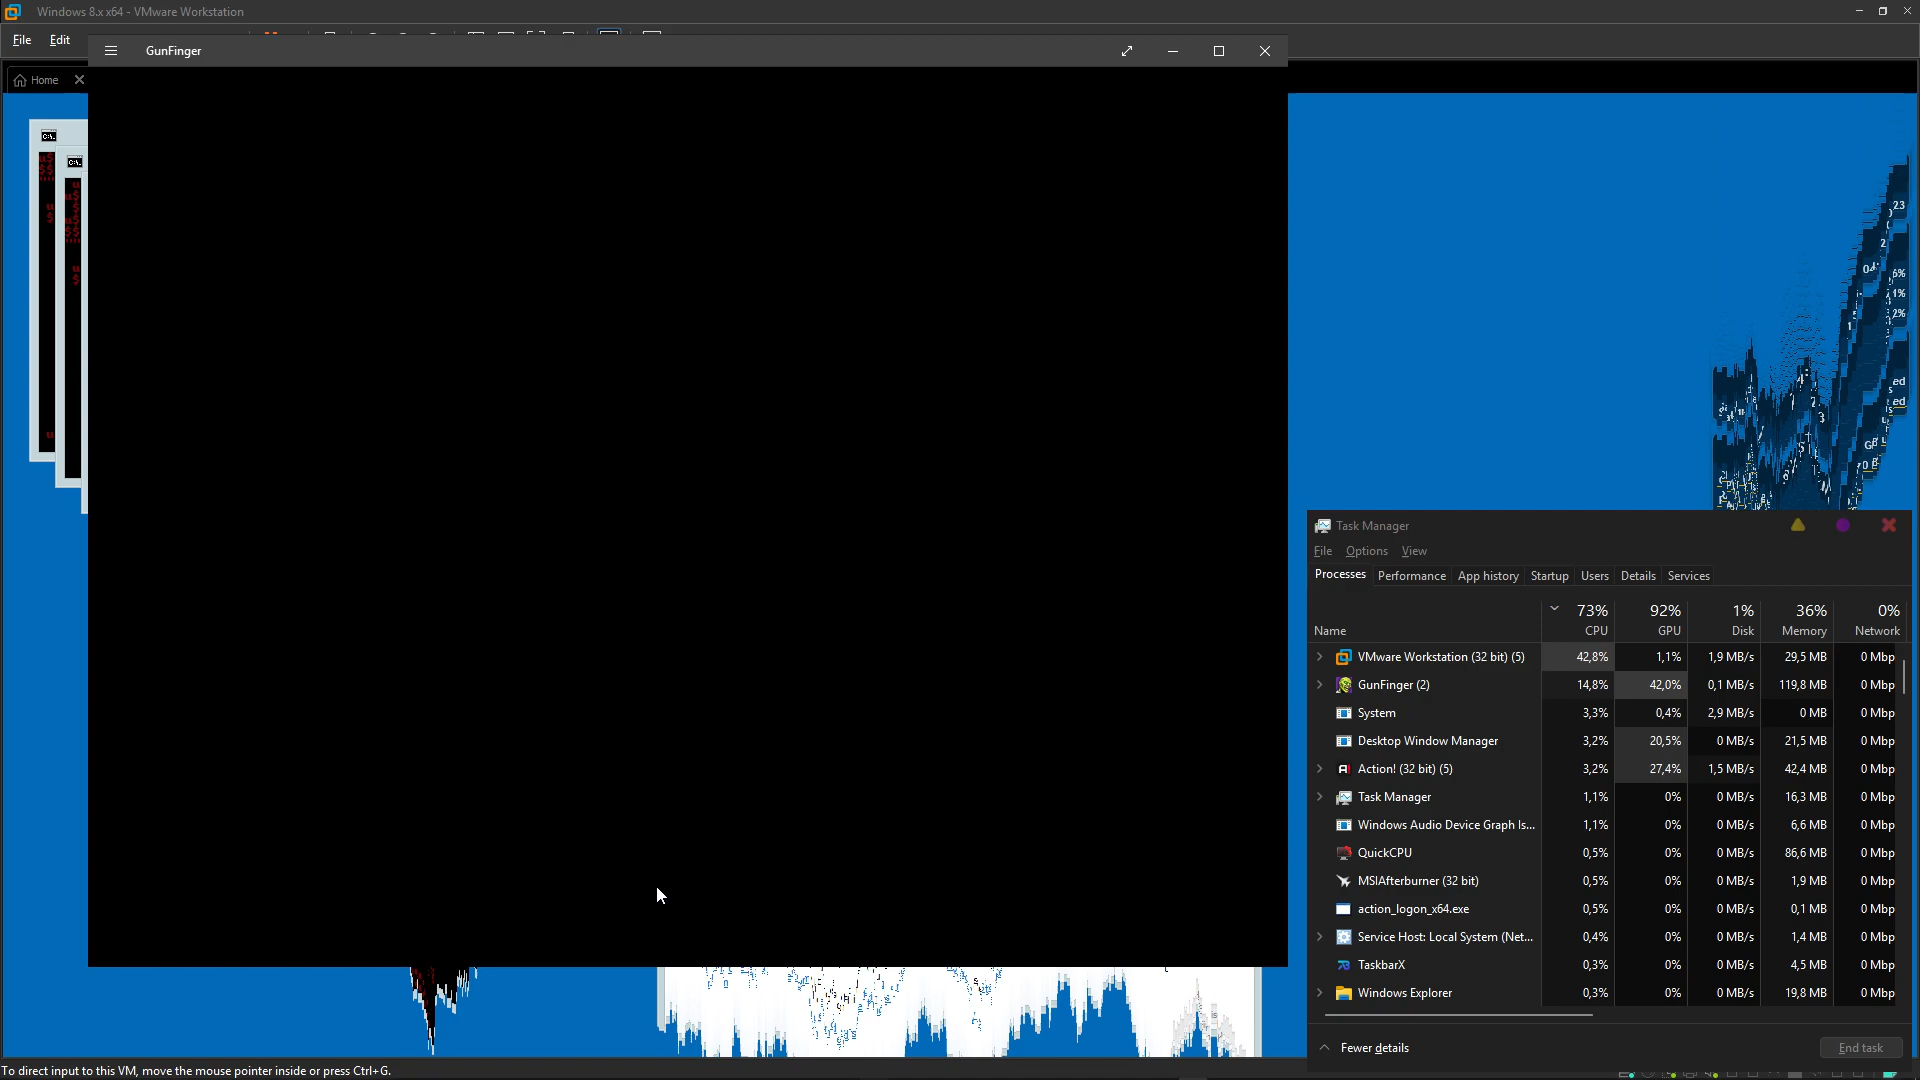 Windows 8.x x64 - VMware Workstation
File Edit
GunFinger
Home
Task Manager
File Options View
Processes Performance App history Startup Users Details Services
73% 92% 1% 36% 0%
Name CPU GPU Disk Memory Network
VMware Workstation (32 bit) (5) 42,8% 1,1% 1,9 MB/s 29,5 MB 0 Mbp
GunFinger (2) 14,8% 42,0% 0,1 MB/s 119,8 MB 0 Mbp
System 3,3% 0,4% 2,9 MB/s 0 MB 0 Mbp
Desktop Window Manager 3,2% 20,5% 0 MB/s 21,5 MB 0 Mbp
Action! (32 bit) (5) 3,2% 27,4% 1,5 MB/s 42,4 MB 0 Mbp
Task Manager 1,1% 0% 0 MB/s 16,3 MB 0 Mbp
Windows Audio Device Graph Is... 1,1% 0% 0 MB/s 6,6 MB 0 Mbp
QuickCPU 0,5% 0% 0 MB/s 86,6 MB 0 Mbp
MSIAfterburner (32 bit) 0,5% 0% 0 MB/s 1,9 MB 0 Mbp
action_logon_x64.exe 0,5% 0% 0 MB/s 0,1 MB 0 Mbp
Service Host: Local System (Net... 0,4% 0% 0 MB/s 1,4 MB 0 Mbp
TaskbarX 0,3% 0% 0 MB/s 4,5 MB 0 Mbp
Windows Explorer 0,3% 0% 0 MB/s 19,8 MB 0 Mbp
Fewer details End task
To direct input to this VM, move the mouse pointer inside or press Ctrl+G.